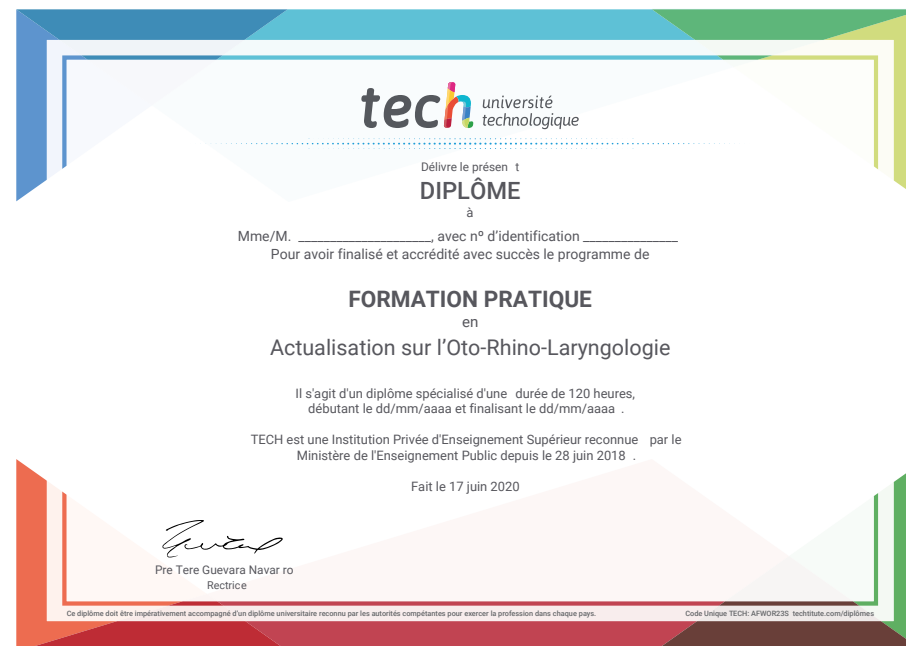 tech université
technologique
Délivre le présen t
DIPLÔME
à
Mme/M. _____________________, avec nº d'identification _______________
Pour avoir finalisé et accrédité avec succès le programme de
FORMATION PRATIQUE
en
Actualisation sur l'Oto-Rhino-Laryngologie
Il s'agit d'un diplôme spécialisé d'une durée de 120 heures,
débutant le dd/mm/aaaa et finalisant le dd/mm/aaaa .
TECH est une Institution Privée d'Enseignement Supérieur reconnue par le
Ministère de l'Enseignement Public depuis le 28 juin 2018 .
Fait le 17 juin 2020
Pre Tere Guevara Navar ro
Rectrice
Ce diplôme doit être impérativement accompagné d'un diplôme universitaire reconnu par les autorités compétantes pour exercer la profession dans chaque pays. Code Unique TECH: AFWOR23S techtitute.com/diplômes